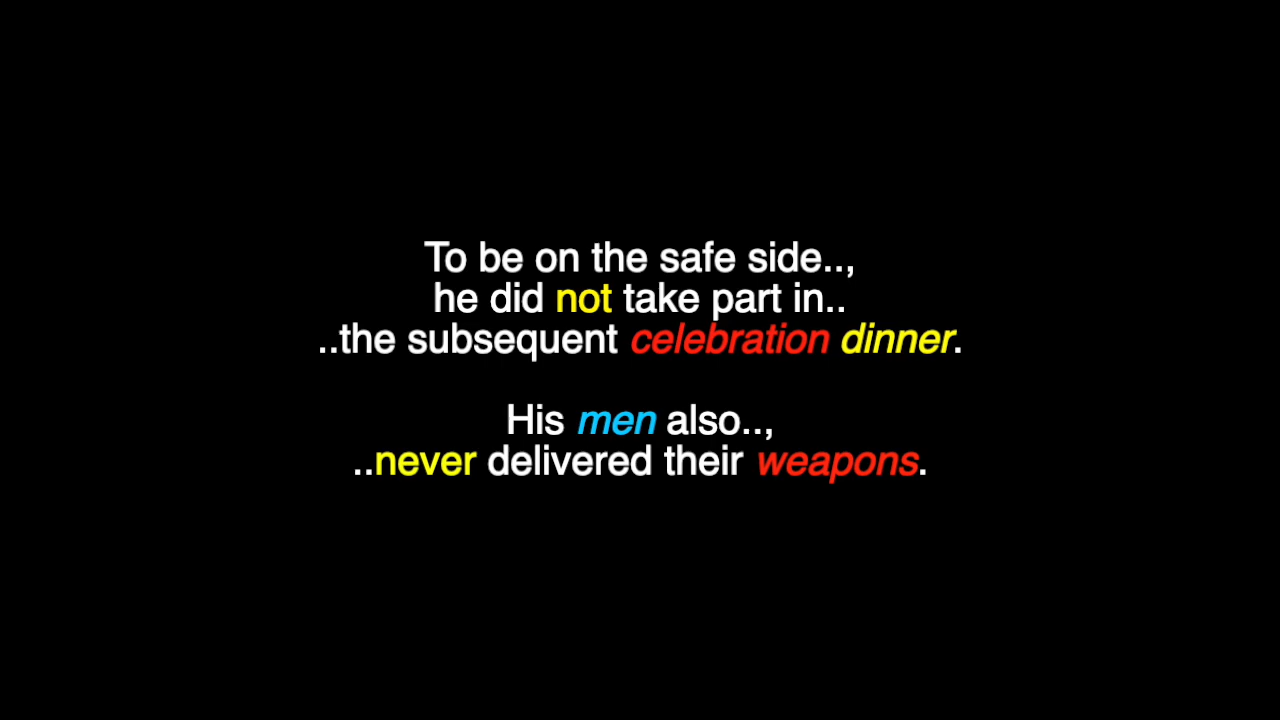 To be on the safe side..,
he did not take part in..
..the subsequent celebration dinner.
His men also..,
..never delivered their weapons.